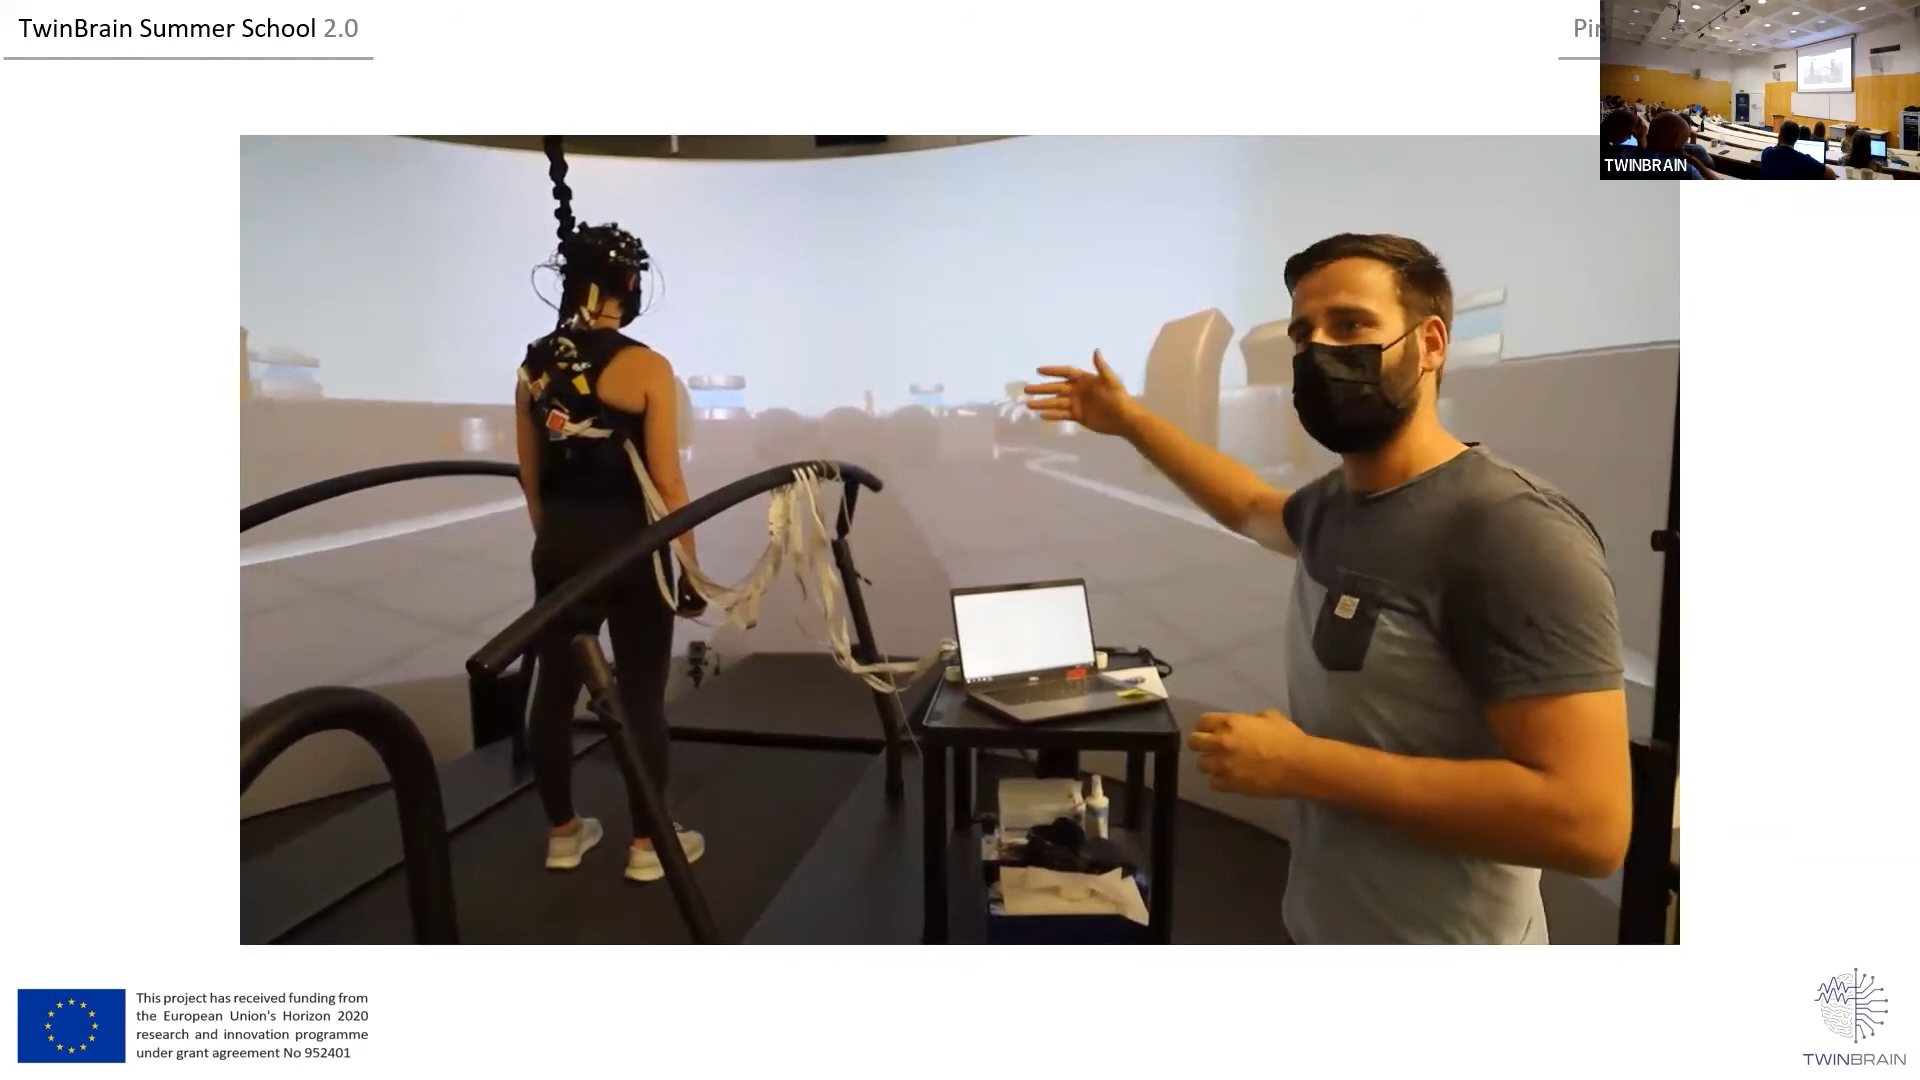 TwinBrain Summer School 2.0
TWINBRAIN
This project has received funding from
the European Union's Horizon 2020
research and innovation programme
under grant agreement No 952401
TWINBRAIN